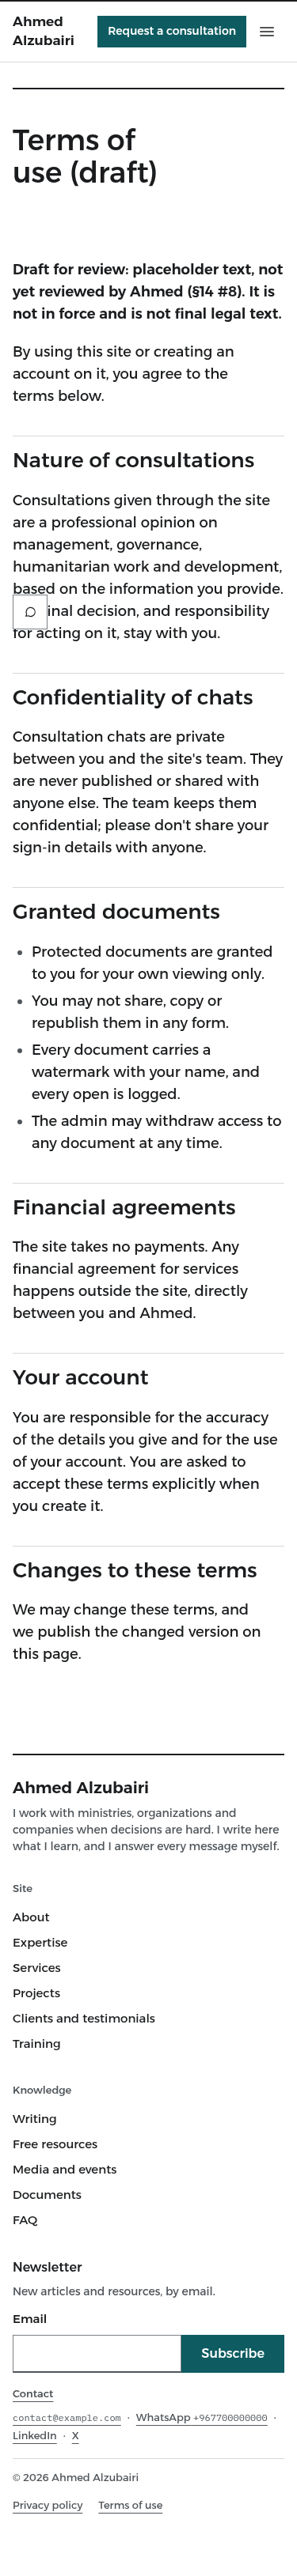 Ahmed
Alzubairi
Request a consultation
Terms of
use (draft)
Draft for review: placeholder text, not
yet reviewed by Ahmed (§14 #8). It is
not in force and is not final legal text.
By using this site or creating an
account on it, you agree to the
terms below.
Nature of consultations
Consultations given through the site
are a professional opinion on
management, governance,
humanitarian work and development,
based on the information you provide.
inal decision, and responsibility
for acting on it, stay with you.
Confidentiality of chats
Consultation chats are private
between you and the site's team. They
are never published or shared with
anyone else. The team keeps them
confidential; please don't share your
sign-in details with anyone.
Granted documents
• Protected documents are granted
to you for your own viewing only.
• You may not share, copy or
republish them in any form.
• Every document carries a
watermark with your name, and
every open is logged.
• The admin may withdraw access to
any document at any time.
Financial agreements
The site takes no payments. Any
financial agreement for services
happens outside the site, directly
between you and Ahmed.
Your account
You are responsible for the accuracy
of the details you give and for the use
of your account. You are asked to
accept these terms explicitly when
you create it.
Changes to these terms
We may change these terms, and
we publish the changed version on
this page.
Ahmed Alzubairi
I work with ministries, organizations and
companies when decisions are hard. I write here
what I learn, and I answer every message myself.
Site
About
Expertise
Services
Projects
Clients and testimonials
Training
Knowledge
Writing
Free resources
Media and events
Documents
FAQ
Newsletter
New articles and resources, by email.
Email
Subscribe
Contact
contact@example.com · WhatsApp +967700000000 ·
LinkedIn · X
© 2026 Ahmed Alzubairi
Privacy policy Terms of use